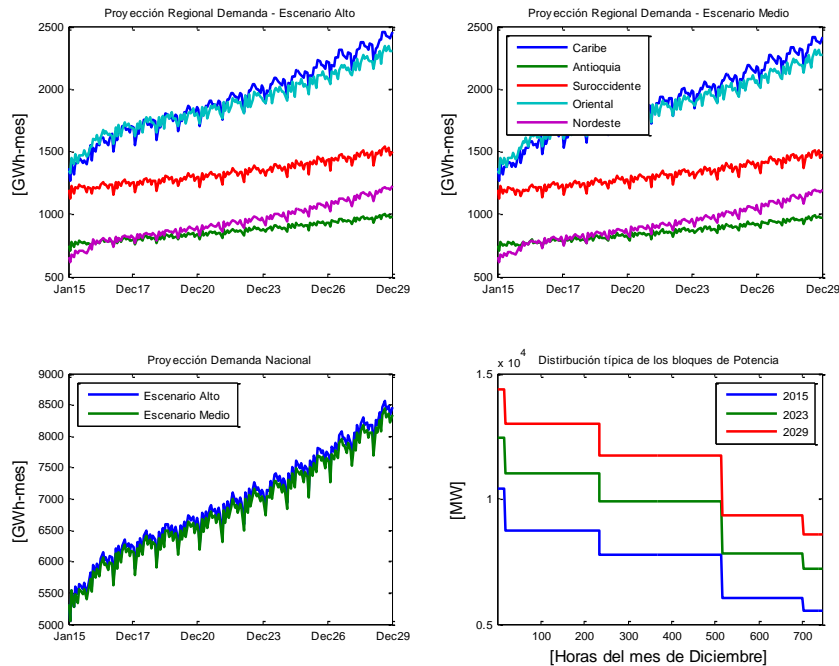 Proyección Regional Demanda - Escenario Alto
[GWh-mes]
2500
2000
1500
1000
500
Jan15 Dec17 Dec20 Dec23 Dec26 Dec29
Proyección Regional Demanda - Escenario Medio
[GWh-mes]
2500
2000
1500
1000
500
Caribe
Antioquia
Suroccidente
Oriental
Nordeste
Jan15 Dec17 Dec20 Dec23 Dec26 Dec29
Proyección Demanda Nacional
[GWh-mes]
9000
8500
8000
7500
7000
6500
6000
5500
5000
Escenario Alto
Escenario Medio
Jan15 Dec17 Dec20 Dec23 Dec26 Dec29
Distirbución típica de los bloques de Potencia
x 10^4
[MW]
1.5
1
0.5
2015
2023
2029
100 200 300 400 500 600 700
[Horas del mes de Diciembre]